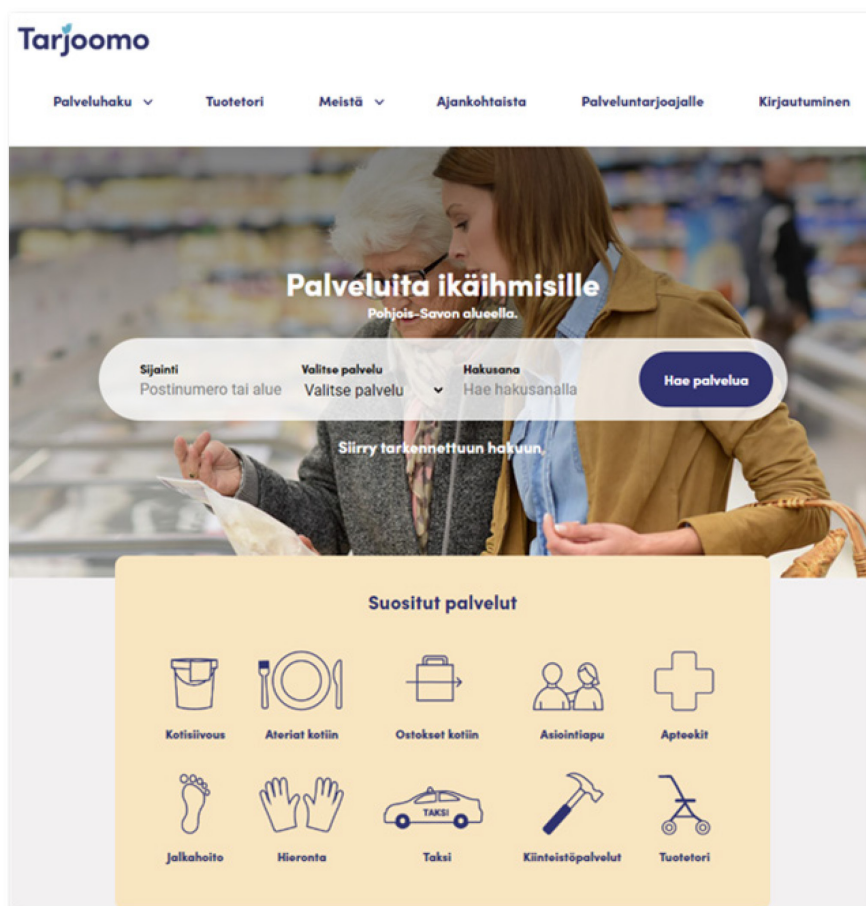 Tarjoomo
Palveluhaku Tuotetori Meistä Ajankohtaista Palveluntarjoajalle Kirjautuminen
Palveluita ikäihmisille
Pohjois-Savon alueella.
Sijainti Valitse palvelu Hakusana
Postinumero tai alue Valitse palvelu Hae hakusanalla Hae palvelua
Siirry tarkennettuun hakuun.
Suositut palvelut
Kotisiivous Ateriat kotiin Ostokset kotiin Asiointiapu Apteekit
TAKSI
Jalkahoito Hieronta Taksi Kiinteistöpalvelut Tuotetori